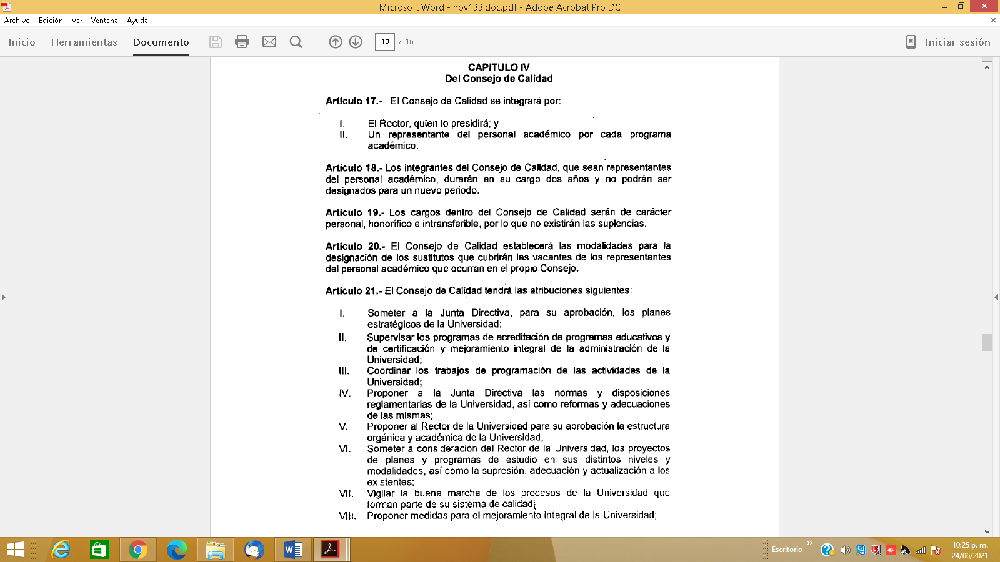 Microsoft Word - nov133.doc.pdf - Adobe Acrobat Pro DC
Archivo Edición Ver Ventana Ayuda
Inicio Herramientas Documento 10 / 16 Iniciar sesión
CAPITULO IV
Del Consejo de Calidad
Artículo 17.- El Consejo de Calidad se integrará por:
I. El Rector, quien lo presidirá; y
II. Un representante del personal académico por cada programa
académico.
Artículo 18.- Los integrantes del Consejo de Calidad, que sean representantes
del personal académico, durarán en su cargo dos años y no podrán ser
designados para un nuevo periodo.
Artículo 19.- Los cargos dentro del Consejo de Calidad serán de carácter
personal, honorífico e intransferible, por lo que no existirán las suplencias.
Artículo 20.- El Consejo de Calidad establecerá las modalidades para la
designación de los sustitutos que cubrirán las vacantes de los representantes
del personal académico que ocurran en el propio Consejo.
Artículo 21.- El Consejo de Calidad tendrá las atribuciones siguientes:
I. Someter a la Junta Directiva, para su aprobación, los planes
estratégicos de la Universidad;
II. Supervisar los programas de acreditación de programas educativos y
de certificación y mejoramiento integral de la administración de la
Universidad;
III. Coordinar los trabajos de programación de las actividades de la
Universidad;
IV. Proponer a la Junta Directiva las normas y disposiciones
reglamentarias de la Universidad, así como reformas y adecuaciones
de las mismas;
V. Proponer al Rector de la Universidad para su aprobación la estructura
orgánica y académica de la Universidad;
VI. Someter a consideración del Rector de la Universidad, los proyectos
de planes y programas de estudio en sus distintos niveles y
modalidades, así como la supresión, adecuación y actualización a los
existentes;
VII. Vigilar la buena marcha de los procesos de la Universidad que
forman parte de su sistema de calidad;
VIII. Proponer medidas para el mejoramiento integral de la Universidad;
Escritorio
10:25 p. m.
24/06/2021